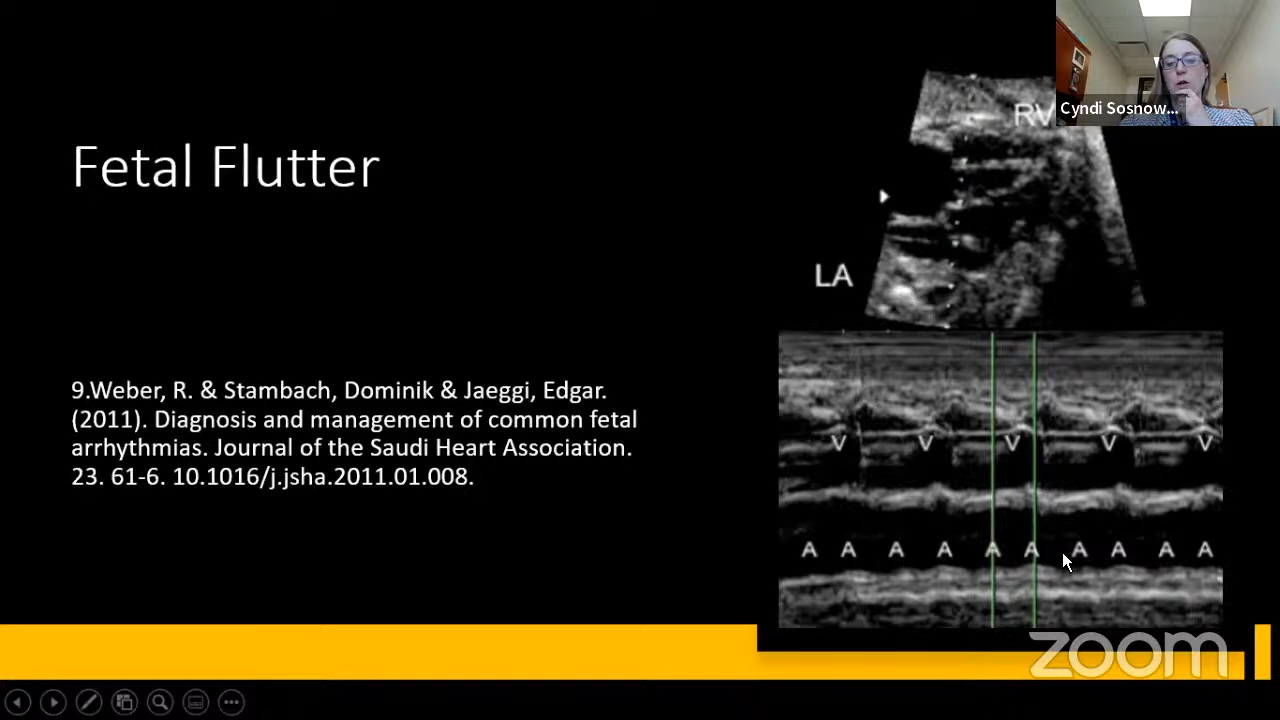 Fetal Flutter
9.Weber, R. & Stambach, Dominik & Jaeggi, Edgar.
(2011). Diagnosis and management of common fetal
arrhythmias. Journal of the Saudi Heart Association.
23. 61-6. 10.1016/j.jsha.2011.01.008.
RV
Cyndi Sosnow...
LA
V V V V V
A A A A A A A A A A
zoom